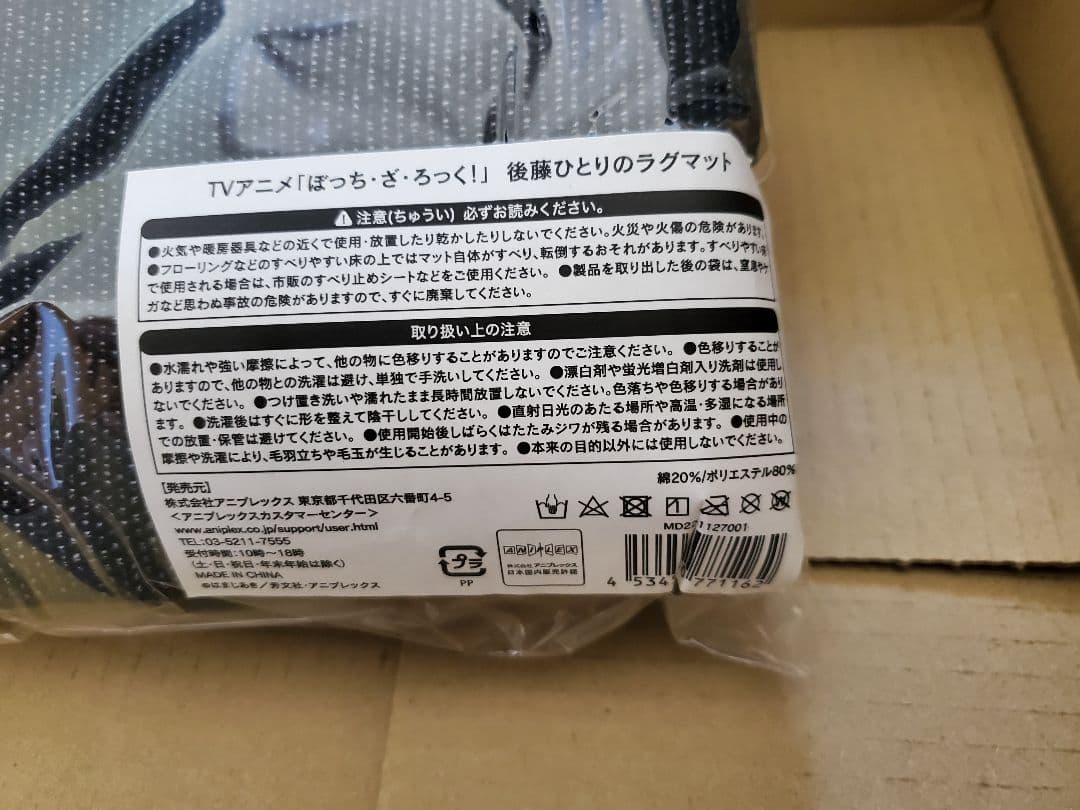 TVアニメ「ぼっち・ざ・ろっく!」 後藤ひとりのラグマット
注意(ちゅうい) 必ずお読みください。
●火気や暖房器具などの近くで使用・放置したり乾かしたりしないでください。火災や火傷の危険があります。
●フローリングなどのすべりやすい床の上ではマット自体がすべり、転倒するおそれがあります。すべりやすい床
で使用される場合は、市販のすべり止めシートなどをご使用ください。 ●製品を取り出した後の袋は、窒息やケ
ガなど思わぬ事故の危険がありますので、すぐに廃棄してください。
取り扱い上の注意
●水濡れや強い摩擦によって、他の物に色移りすることがありますのでご注意ください。 ●色移りすることが
ありますので、他の物との洗濯は避け、単独で手洗いしてください。 ●漂白剤や蛍光増白剤入り洗剤は使用し
ないでください。 ●つけ置き洗いや濡れたまま長時間放置しないでください。色落ちや色移りする場合があり
ます。 ●洗濯後はすぐに形を整えて陰干ししてください。 ●直射日光のあたる場所や高温・多湿になる場所
での放置・保管は避けてください。 ●使用開始後しばらくはたたみジワが残る場合があります。 ●使用中の
摩擦や洗濯により、毛羽立ちや毛玉が生じることがあります。 ●本来の目的以外には使用しないでください。
綿20%/ポリエステル80%
[発売元]
株式会社アニプレックス 東京都千代田区六番町4-5
<アニプレックスカスタマーセンター>
www.aniplex.co.jp/support/user.html
TEL:03-5211-7555
受付時間:10時〜18時
(土・日・祝日・年末年始は除く)
MADE IN CHINA
©はまじあき/芳文社・アニプレックス
プラ
PP
ANIPLEX
株式会社アニプレックス
日本国内販売許諾
4 534